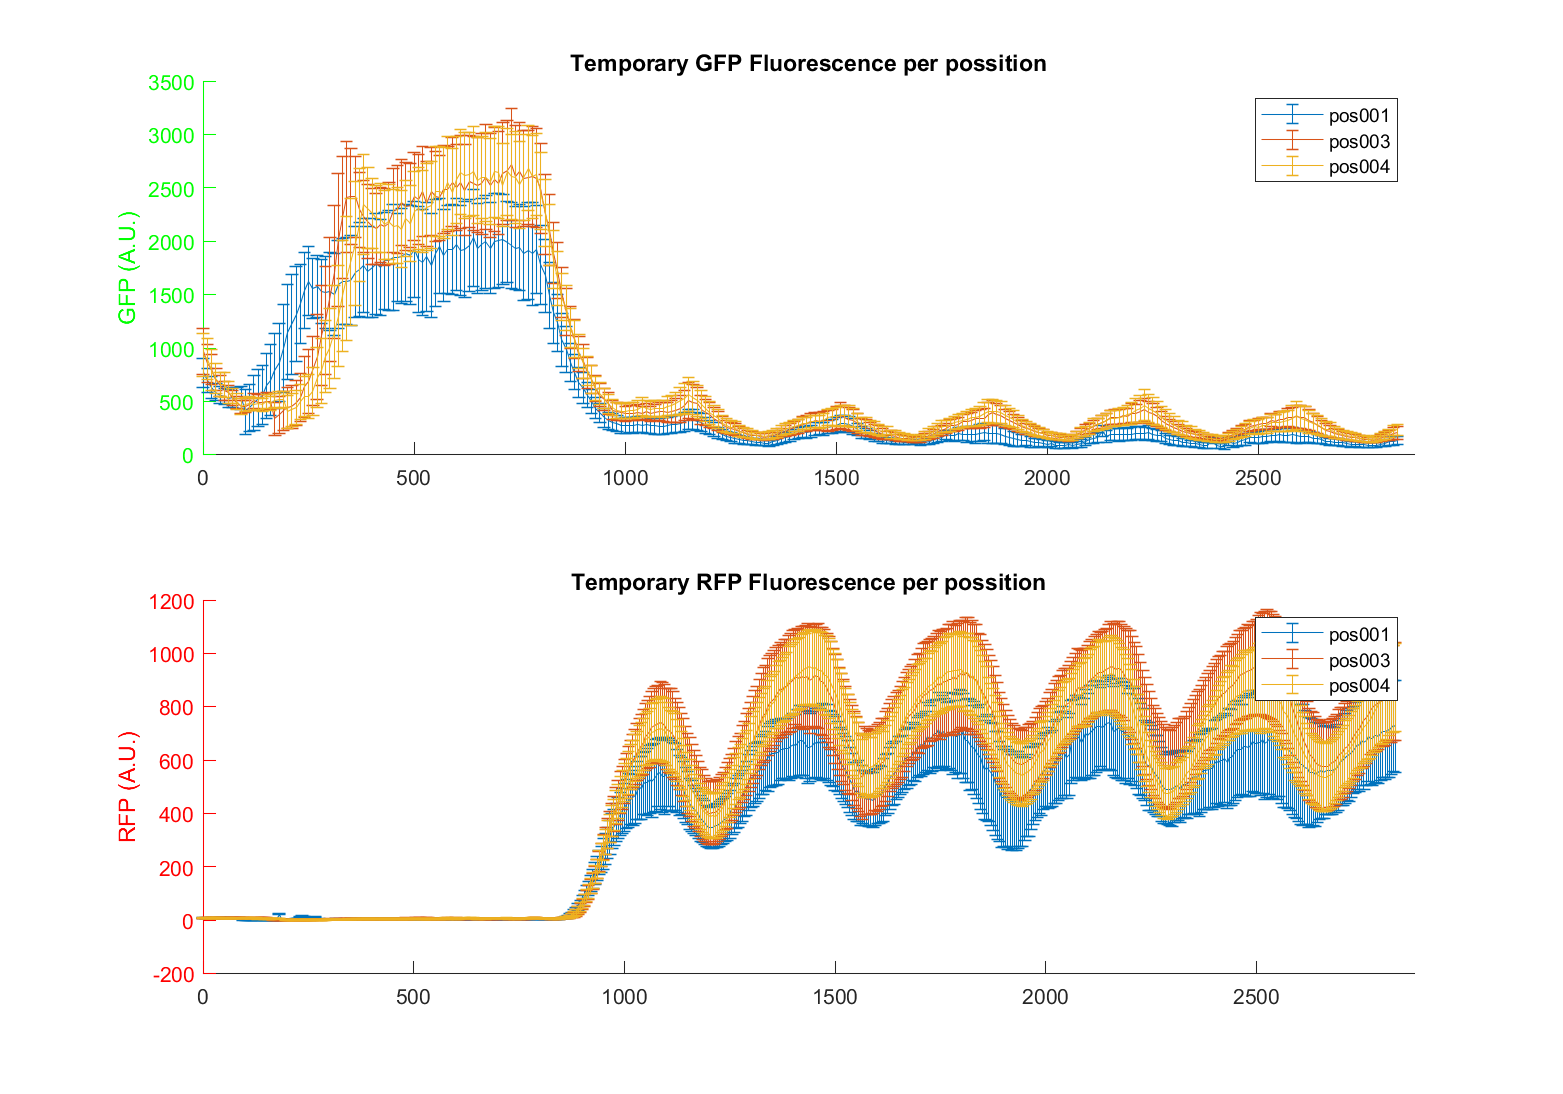 Temporary GFP Fluorescence per possition
GFP (A.U.)
3500
3000
2500
2000
1500
1000
500
0
0 500 1000 1500 2000 2500
pos001
pos003
pos004
Temporary RFP Fluorescence per possition
RFP (A.U.)
1200
1000
800
600
400
200
0
-200
0 500 1000 1500 2000 2500
pos001
pos003
pos004